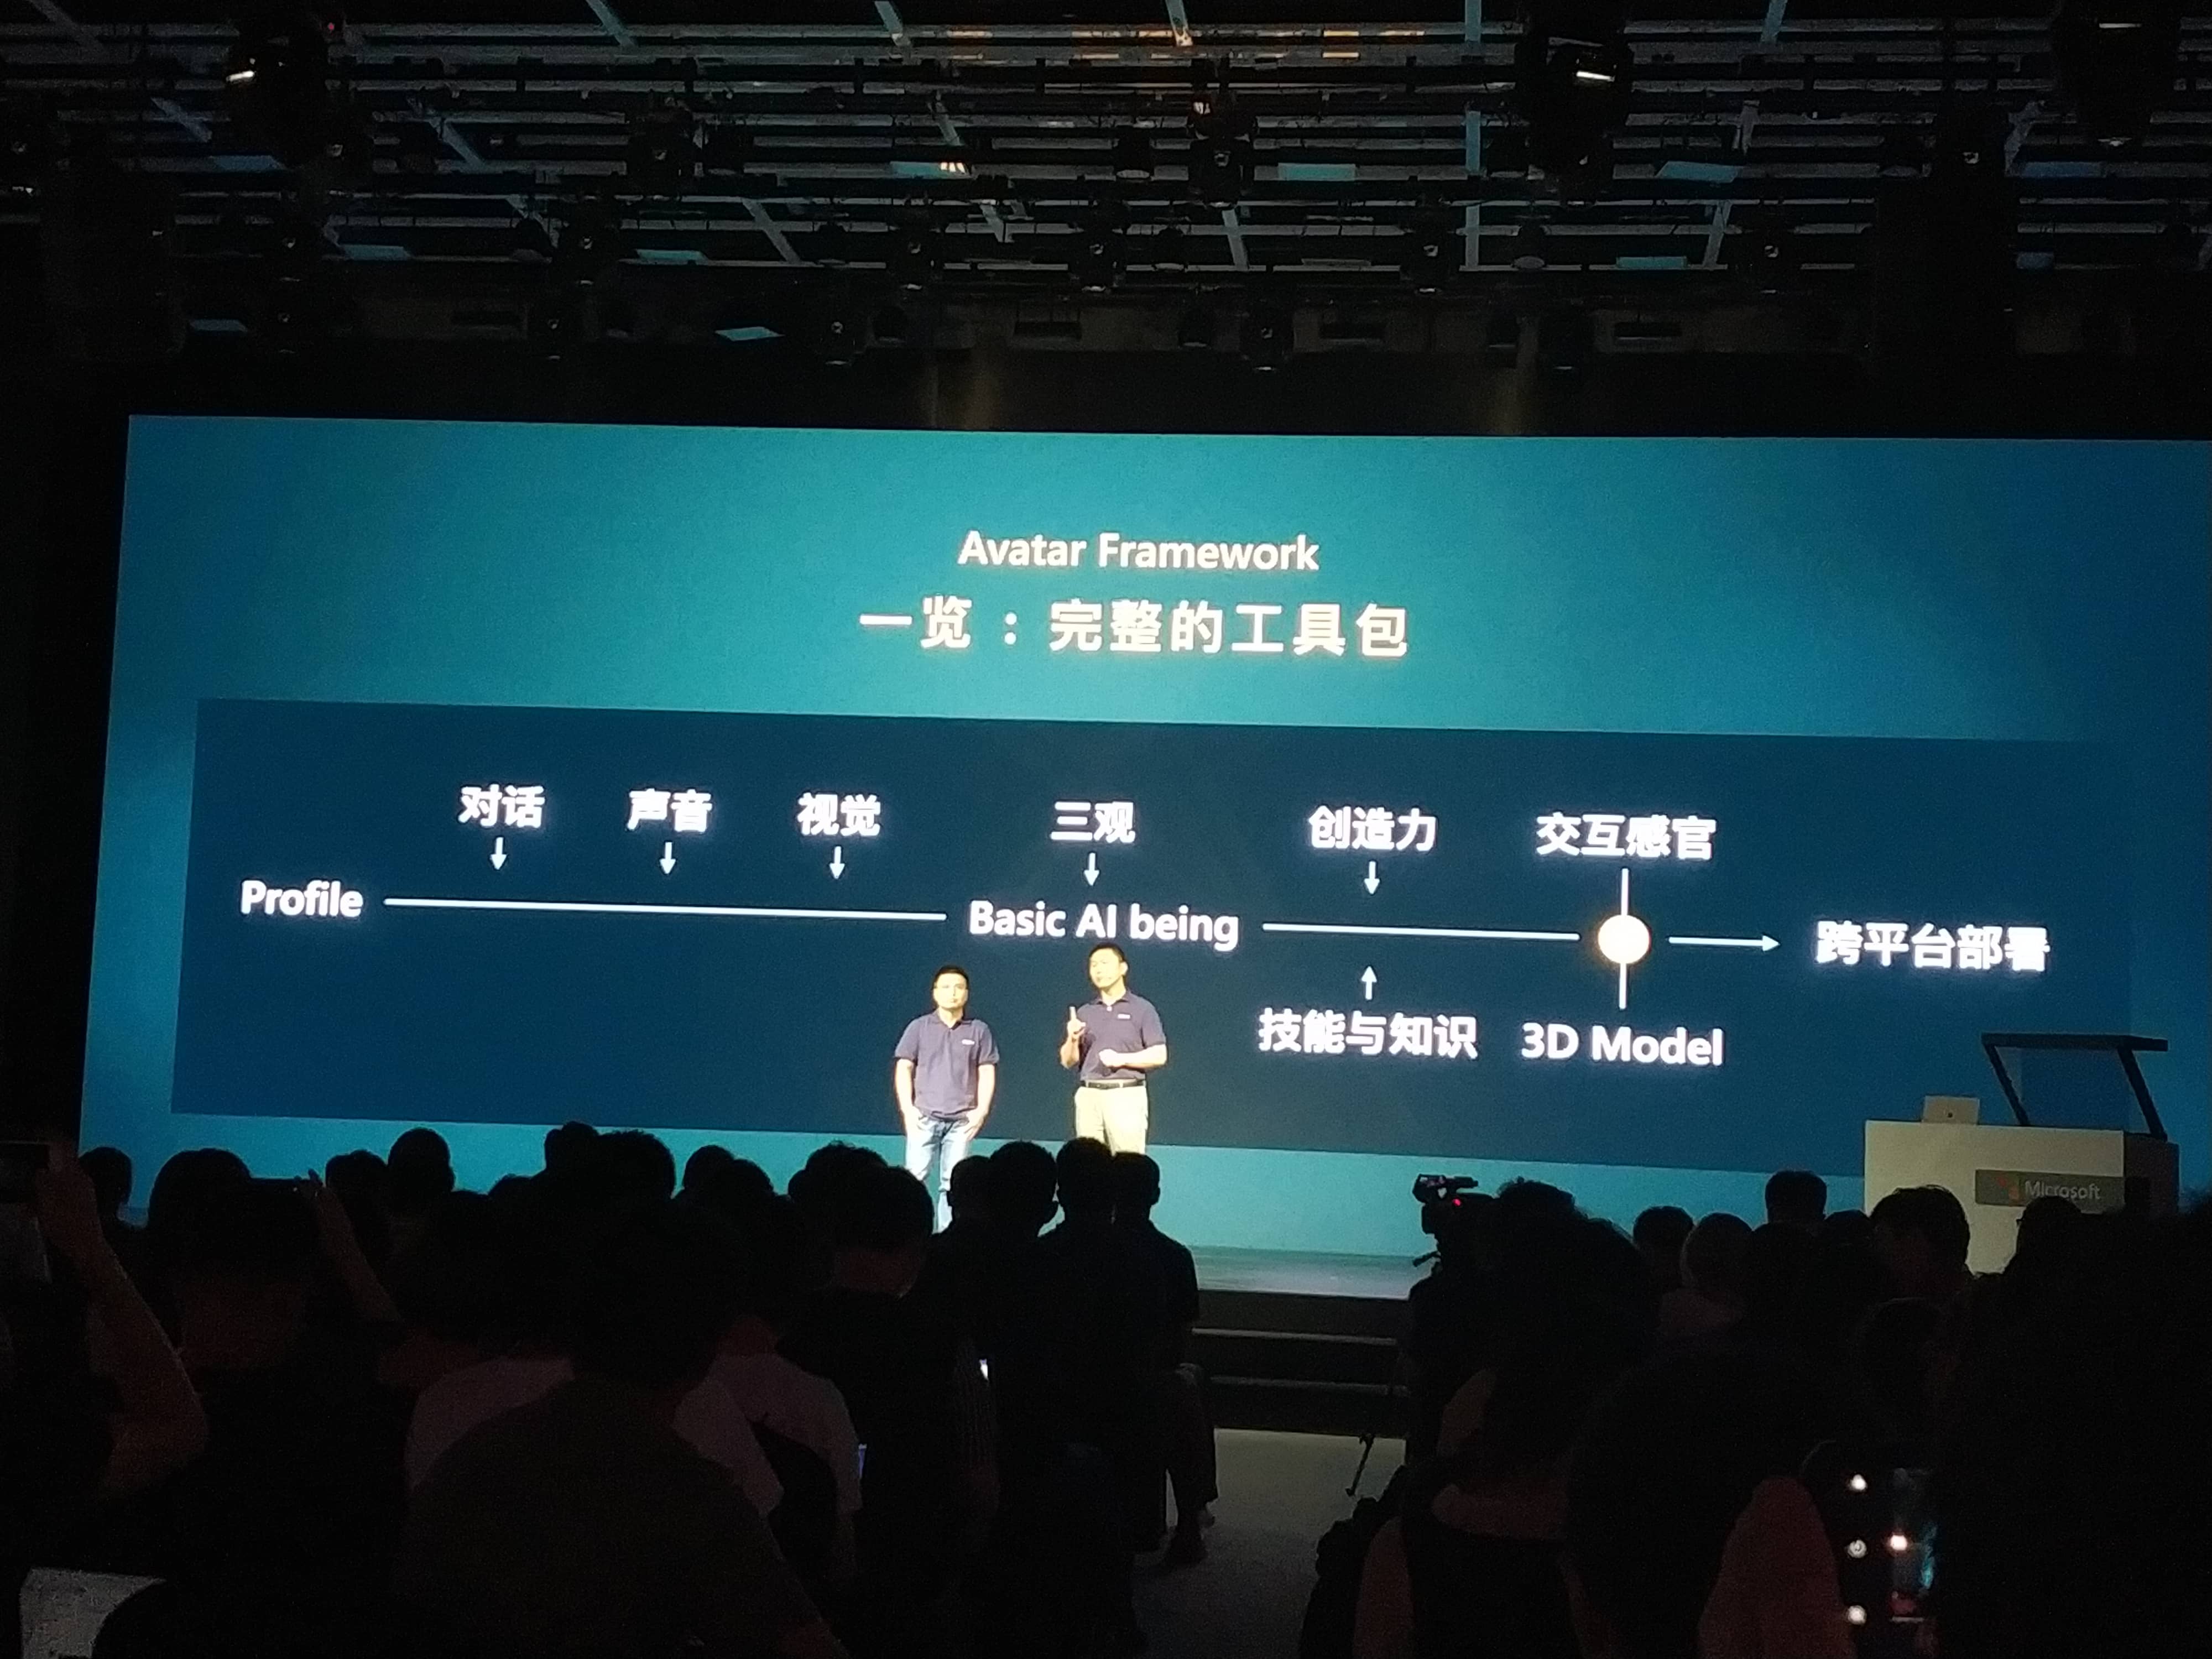 Avatar Framework
一览：完整的工具包
对话 声音 视觉 三观 创造力 交互感官
Profile Basic AI being 跨平台部署
技能与知识 3D Model
Microsoft